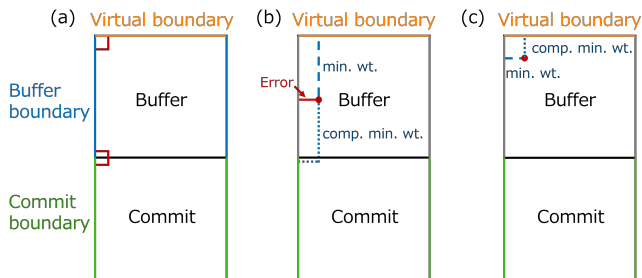 (a)
Virtual boundary
Buffer
boundary
Buffer
Commit
boundary
Commit
(b)
Virtual boundary
min. wt.
Error
Buffer
comp. min. wt.
Commit
(c)
Virtual boundary
comp. min. wt.
min. wt.
Buffer
Commit